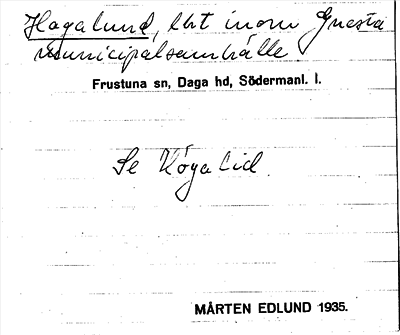 Hagalund, lht inom Gnesta
municipalsamhälle.
Frustuna sn, Daga hd, Södermanl. l.
Se Högalid
MÅRTEN EDLUND 1935.